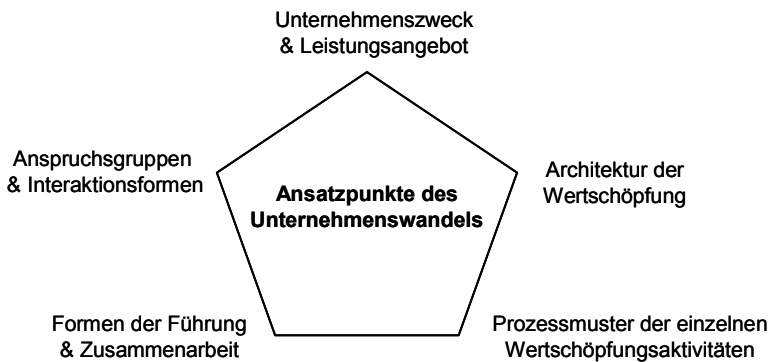 Unternehmenszweck
& Leistungsangebot
Anspruchsgruppen
& Interaktionsformen
Architektur der
Wertschöpfung
Ansatzpunkte des
Unternehmenswandels
Formen der Führung
& Zusammenarbeit
Prozessmuster der einzelnen
Wertschöpfungsaktivitäten